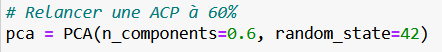 # Relancer une ACP à 60%
pca = PCA(n_components=0.6, random_state=42)